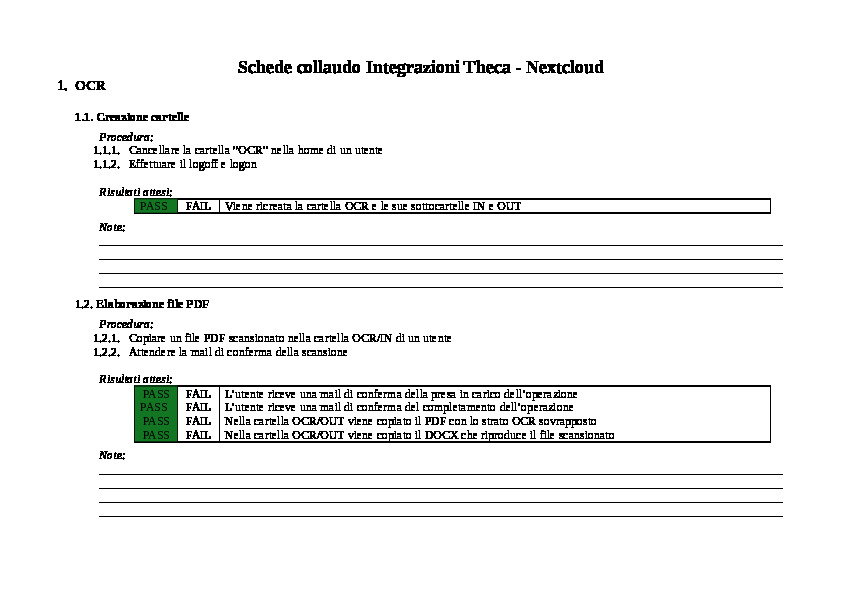 Schede collaudo Integrazioni Theca - Nextcloud
1. OCR
1.1. Creazione cartelle
Procedura:
1.1.1. Cancellare la cartella "OCR" nella home di un utente
1.1.2. Effettuare il logoff e logon
Risultati attesi:
PASS FAIL Viene ricreata la cartella OCR e le sue sottocartelle IN e OUT
Note:
1.2. Elaborazione file PDF
Procedura:
1.2.1. Copiare un file PDF scansionato nella cartella OCR/IN di un utente
1.2.2. Attendere la mail di conferma della scansione
Risultati attesi:
PASS FAIL L'utente riceve una mail di conferma della presa in carico dell'operazione
PASS FAIL L'utente riceve una mail di conferma del completamento dell'operazione
PASS FAIL Nella cartella OCR/OUT viene copiato il PDF con lo strato OCR sovrapposto
PASS FAIL Nella cartella OCR/OUT viene copiato il DOCX che riproduce il file scansionato
Note: